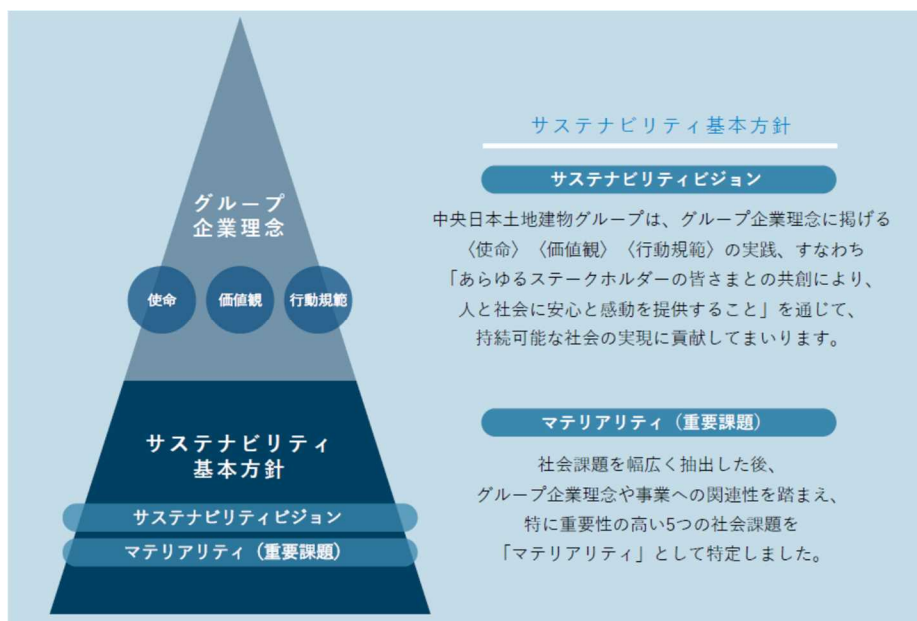 グループ
企業理念
使命
価値観
行動規範
サステナビリティ
基本方針
サステナビリティビジョン
マテリアリティ（重要課題）
サステナビリティ基本方針
サステナビリティビジョン
中央日本土地建物グループは、グループ企業理念に掲げる
〈使命〉〈価値観〉〈行動規範〉の実践、すなわち
「あらゆるステークホルダーの皆さまとの共創により、
人と社会に安心と感動を提供すること」を通じて、
持続可能な社会の実現に貢献してまいります。
マテリアリティ（重要課題）
社会課題を幅広く抽出した後、
グループ企業理念や事業への関連性を踏まえ、
特に重要性の高い5つの社会課題を
「マテリアリティ」として特定しました。